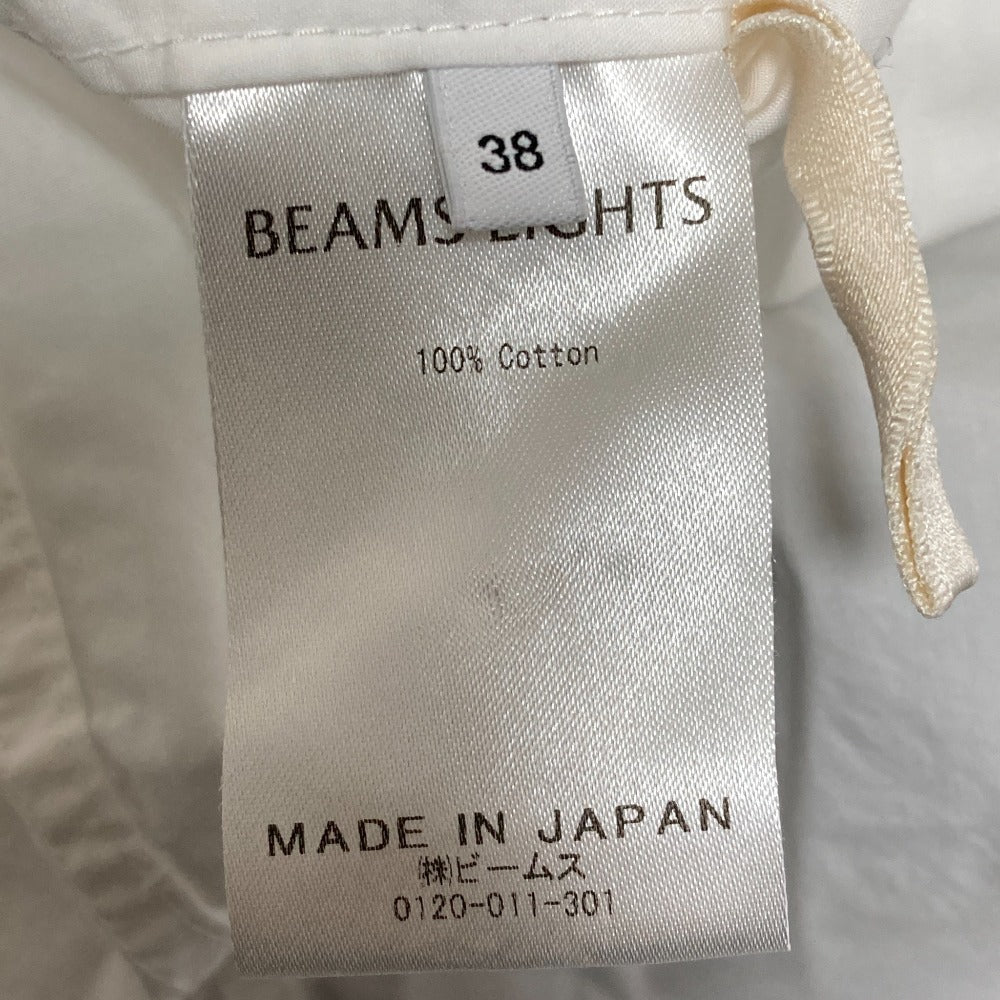 38
BEAMS LIGHTS
100% Cotton
MADE IN JAPAN
㈱ビームス
0120-011-301